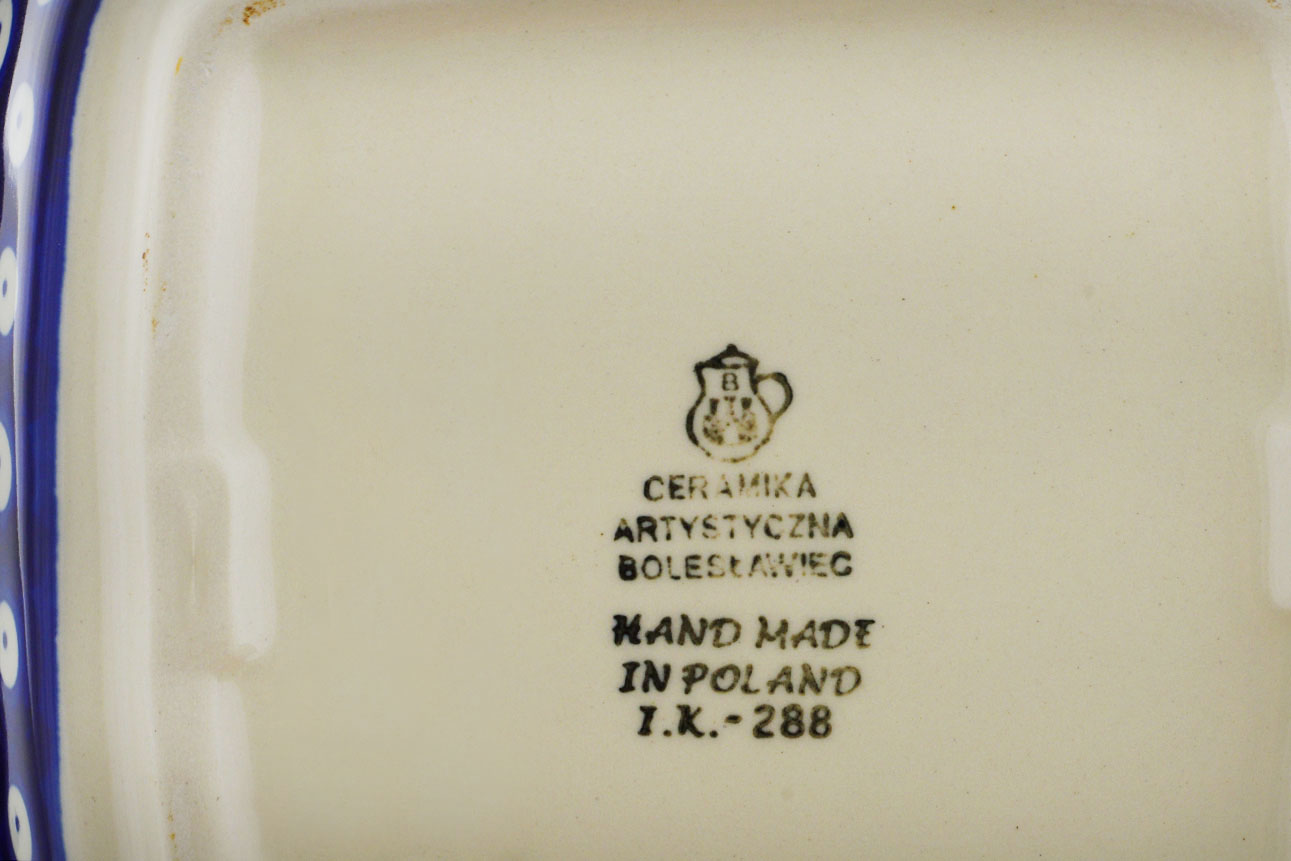 B
CERAMIKA
ARTYSTYCZNA
BOLESŁAWIEC
HAND MADE
IN POLAND
I.K.-288